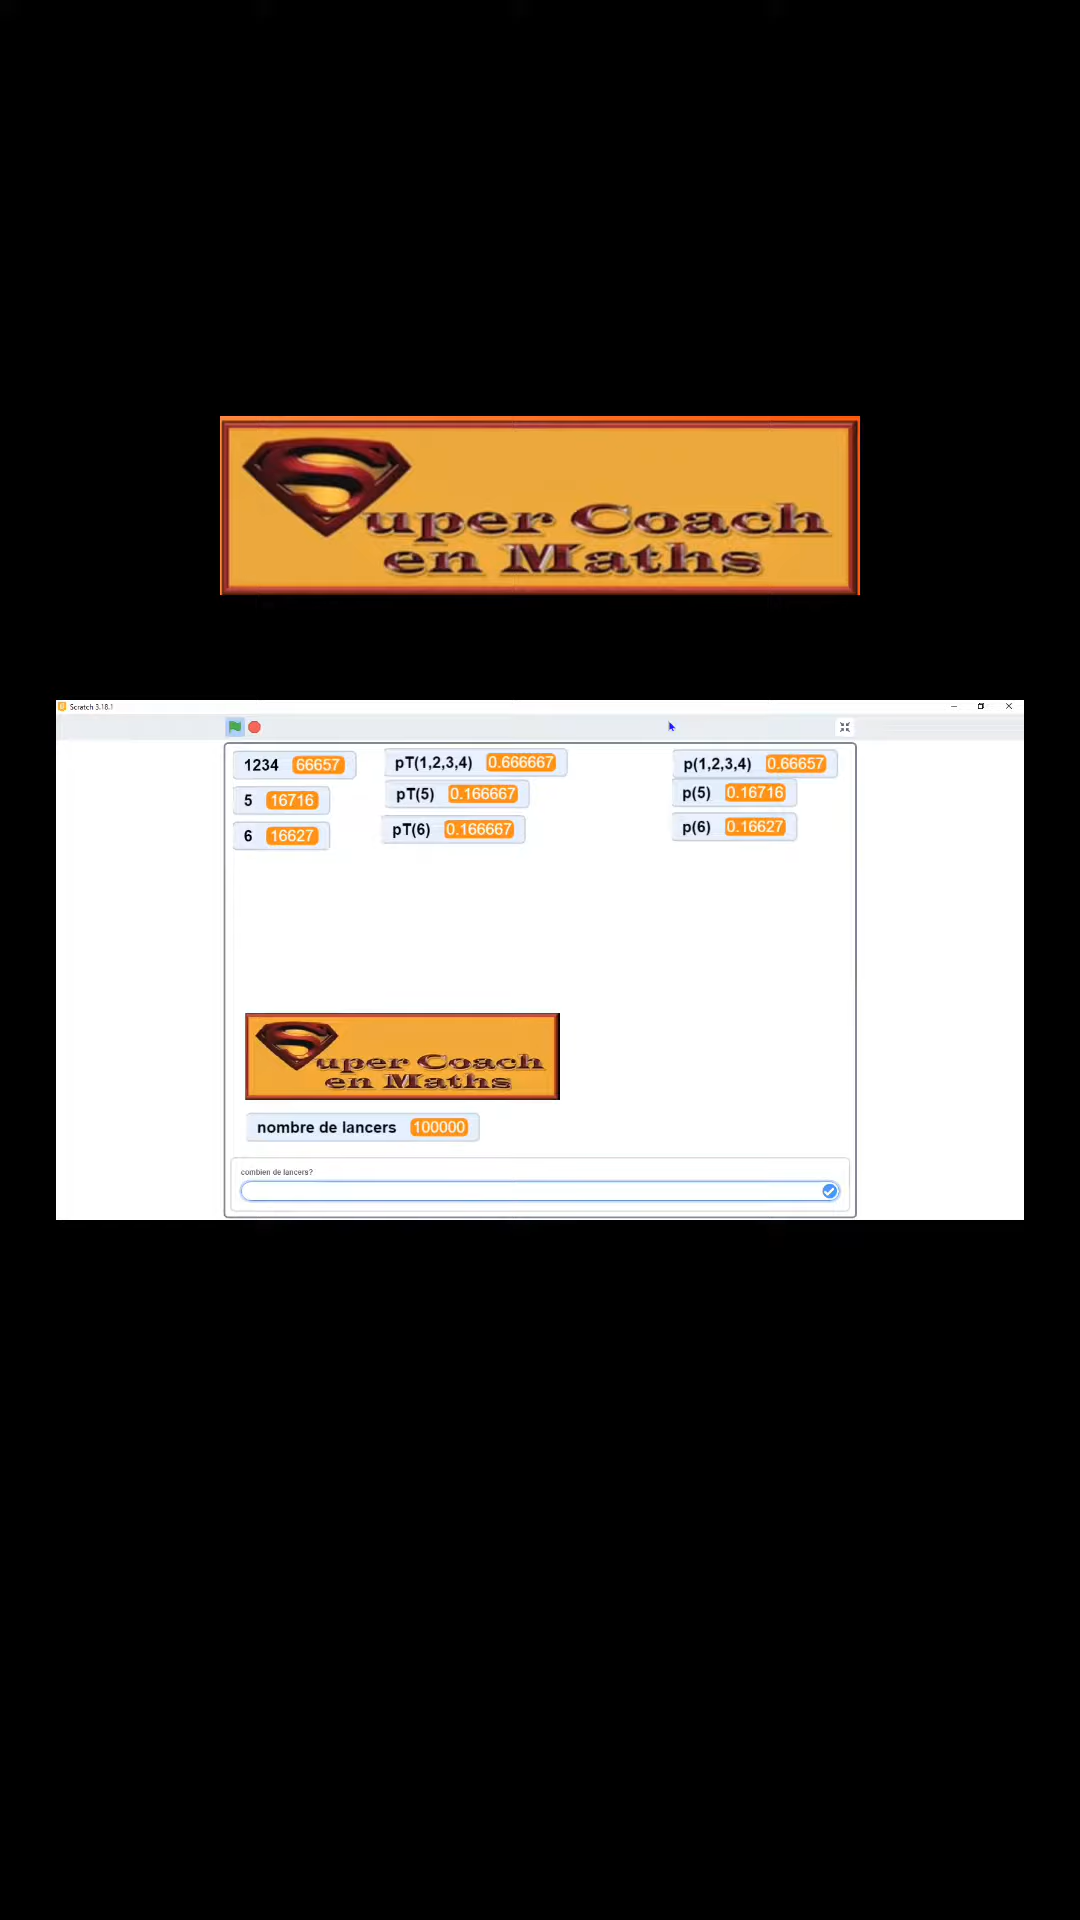 Super Coach
en Maths
Scratch 3.18.1
1234 66657 pT(1,2,3,4) 0.666667 p(1,2,3,4) 0.66657
5 16716 pT(5) 0.166667 p(5) 0.16716
6 16627 pT(6) 0.166667 p(6) 0.16627
Super Coach
en Maths
nombre de lancers 100000
combien de lancers?